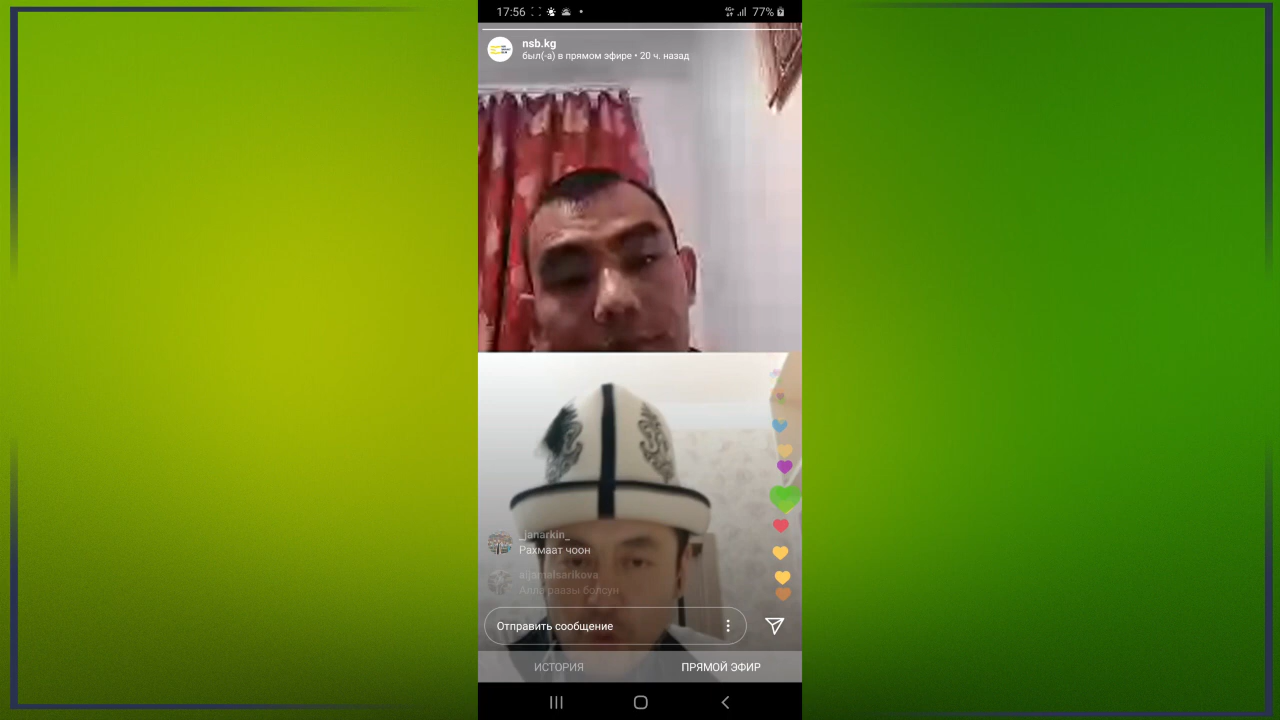 17:56
4G+
77%
nsb.kg
был(-а) в прямом эфире • 20 ч. назад
_janarkin_
Рахмаат чоон
aijamalsarikova
Алла раазы болсун
Отправить сообщение
ИСТОРИЯ
ПРЯМОЙ ЭФИР